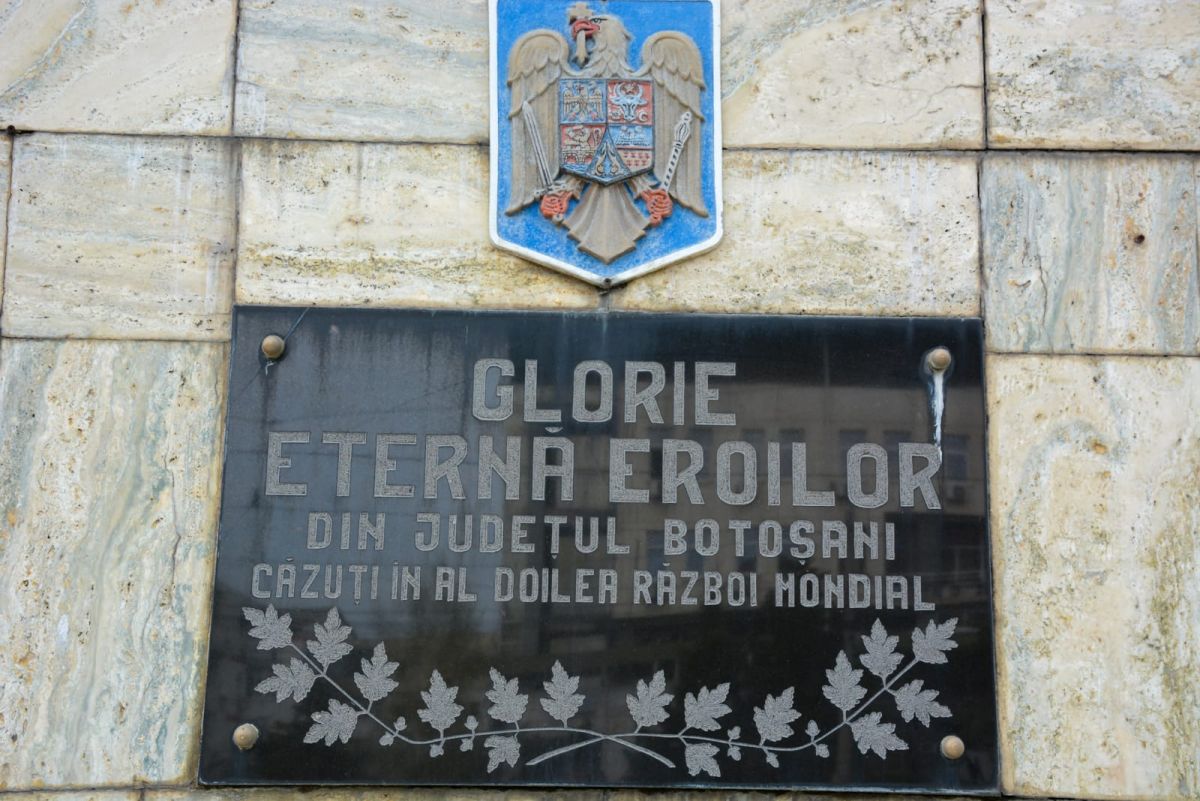 GLORIE
ETERNĂ EROILOR
DIN JUDEȚUL BOTOȘANI
CĂZUȚI ÎN AL DOILEA RĂZBOI MONDIAL